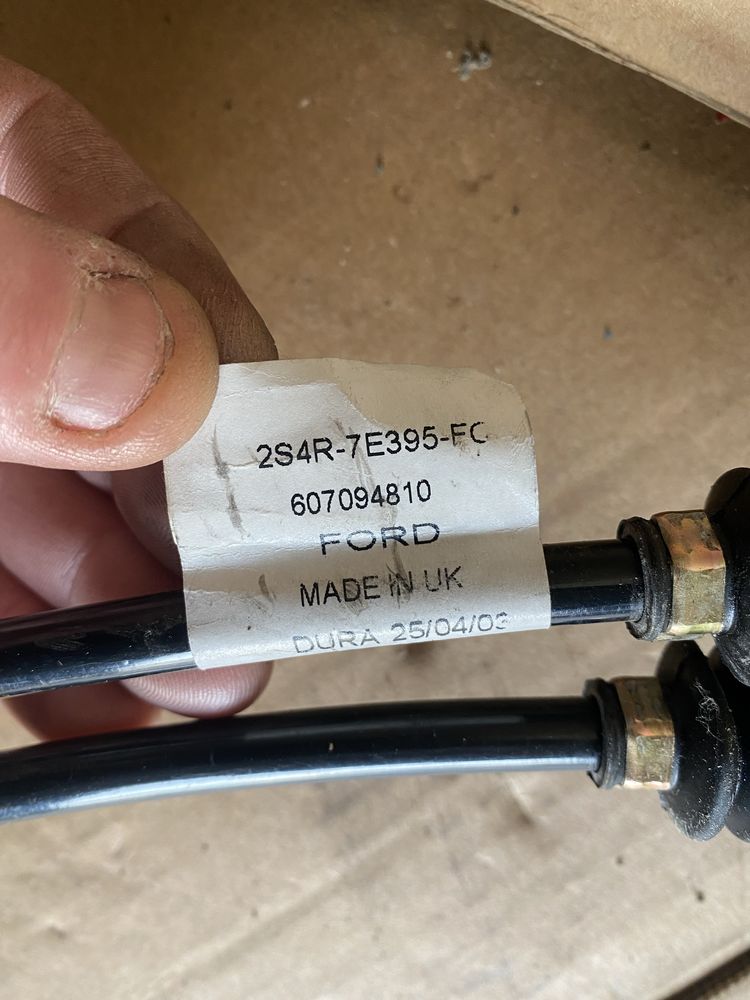 2S4R-7E395-FC
607094810
FORD
MADE IN UK
DURA 25/04/03